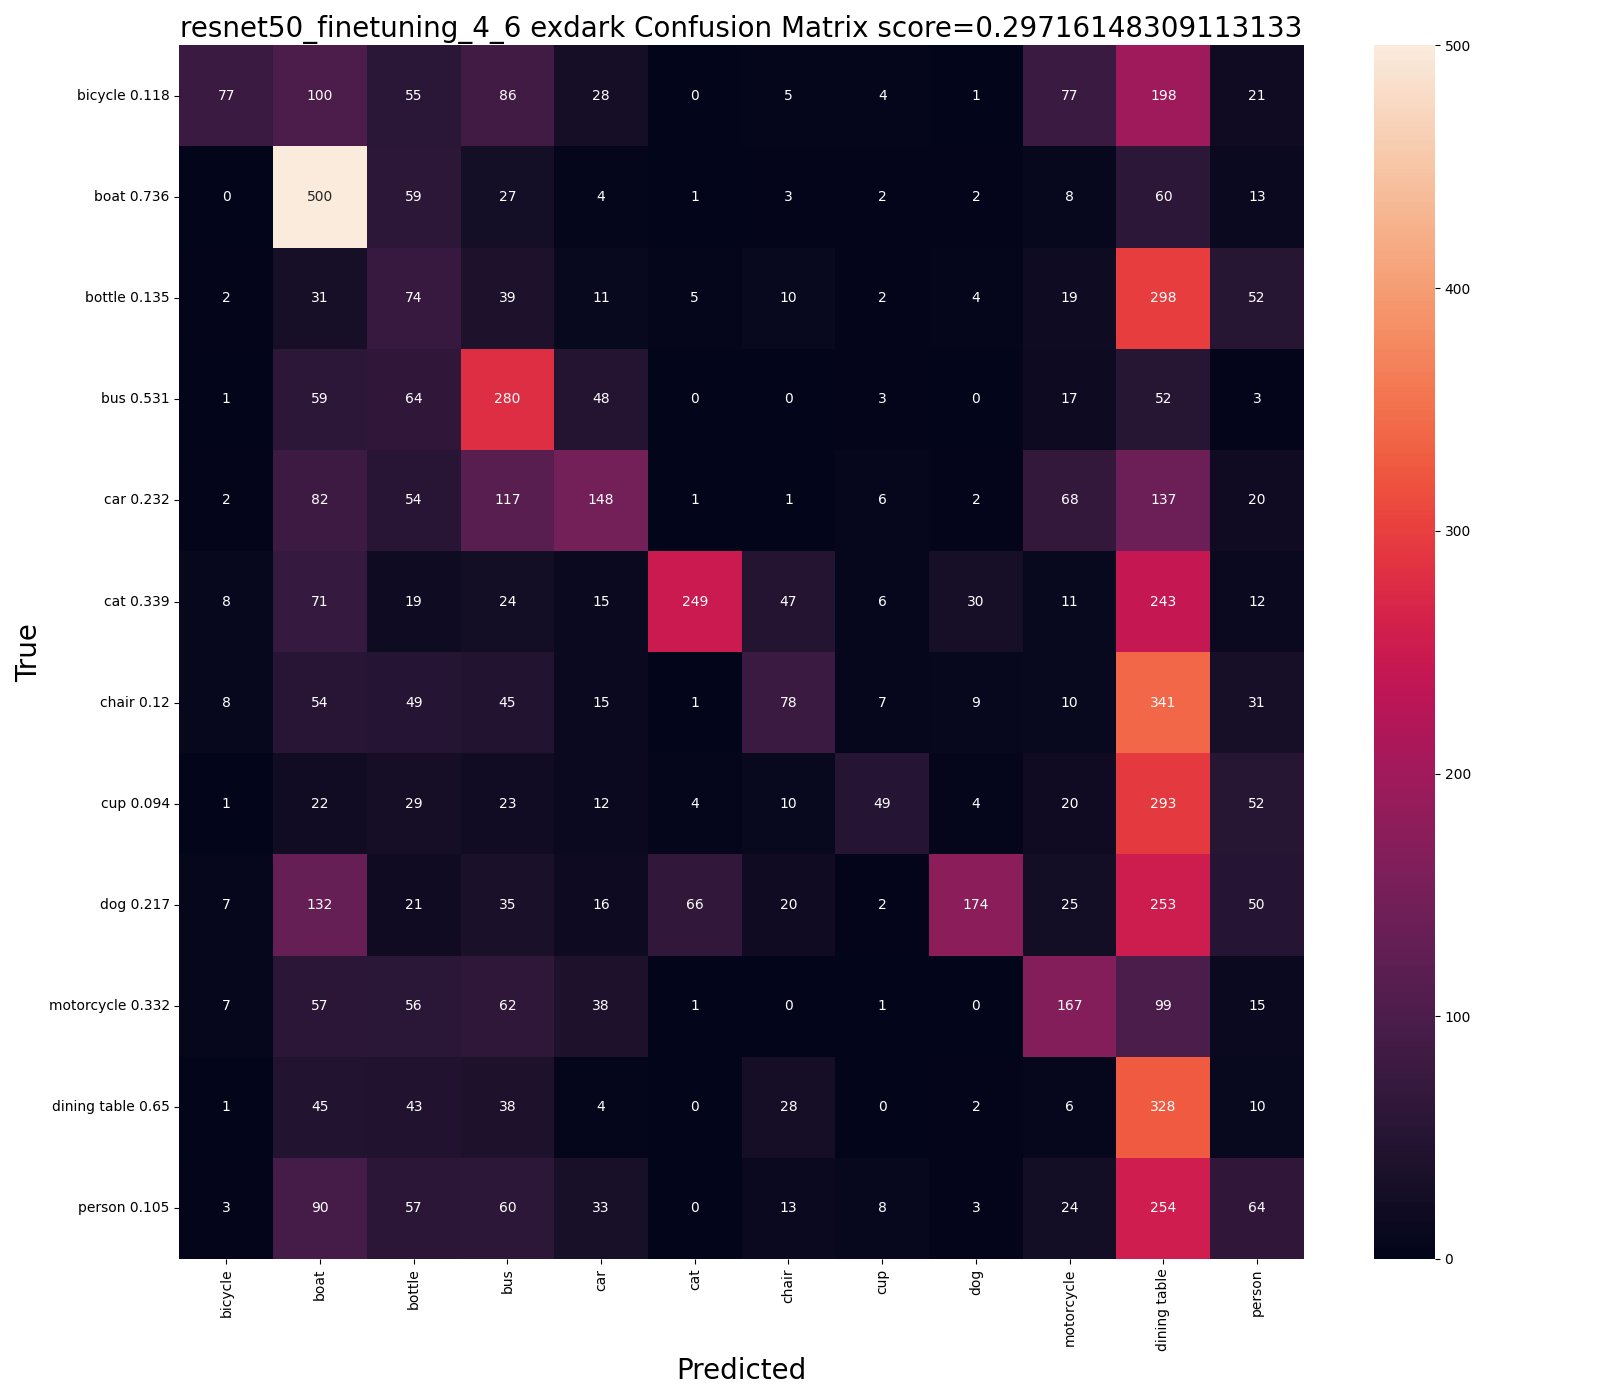 resnet50_finetuning_4_6 exdark Confusion Matrix score=0.29716148309113133
bicycle 0.118 77 100 55 86 28 0 5 4 1 77 198 21
boat 0.736 0 500 59 27 4 1 3 2 2 8 60 13
bottle 0.135 2 31 74 39 11 5 10 2 4 19 298 52
bus 0.531 1 59 64 280 48 0 0 3 0 17 52 3
car 0.232 2 82 54 117 148 1 1 6 2 68 137 20
cat 0.339 8 71 19 24 15 249 47 6 30 11 243 12
chair 0.12 8 54 49 45 15 1 78 7 9 10 341 31
cup 0.094 1 22 29 23 12 4 10 49 4 20 293 52
dog 0.217 7 132 21 35 16 66 20 2 174 25 253 50
motorcycle 0.332 7 57 56 62 38 1 0 1 0 167 99 15
dining table 0.65 1 45 43 38 4 0 28 0 2 6 328 10
person 0.105 3 90 57 60 33 0 13 8 3 24 254 64
bicycle boat bottle bus car cat chair cup dog motorcycle dining table person
True
Predicted
500
400
300
200
100
0